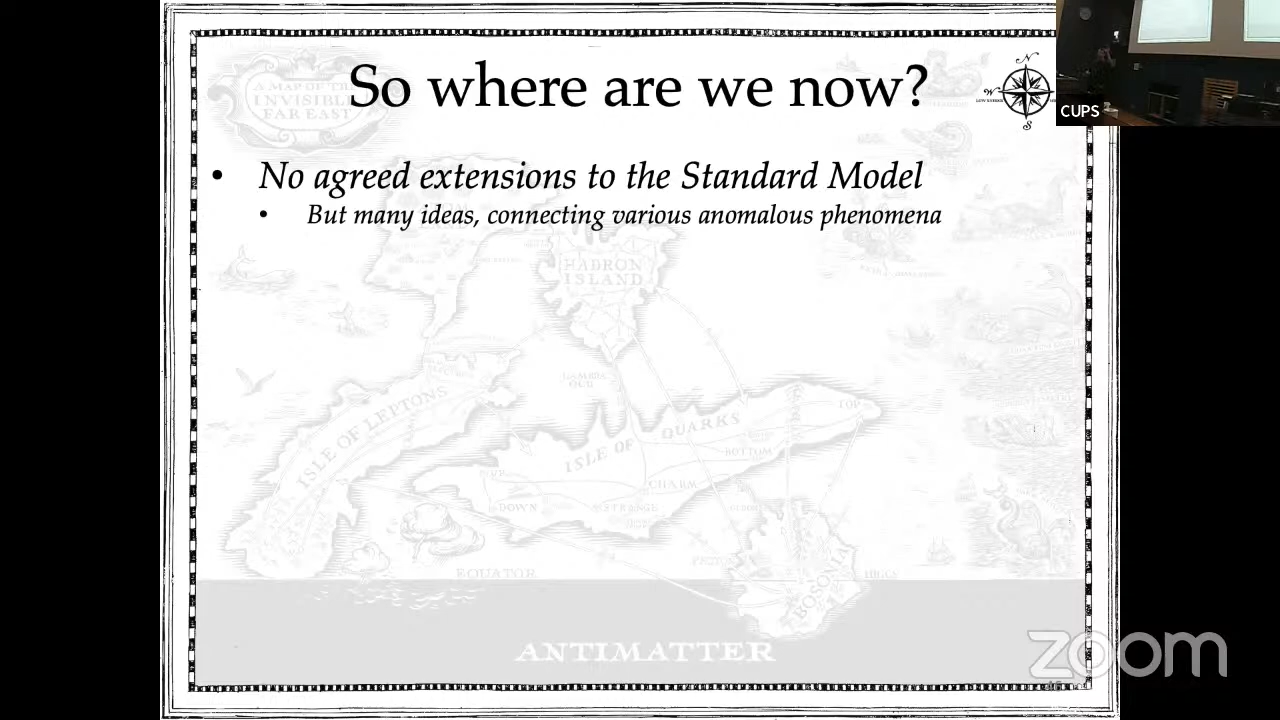 So where are we now?
A MAP OF THE
INVISIBLE
FAR EAST
N
W
S
CUPS
• No agreed extensions to the Standard Model
• But many ideas, connecting various anomalous phenomena
HADRON
ISLAND
ISLE OF LEPTONS
ISLE OF QUARKS
TOP
BOTTOM
CHARM
DOWN
STRANGE
EQUATOR
HIGGS
BOSON
ANTIMATTER
zoom